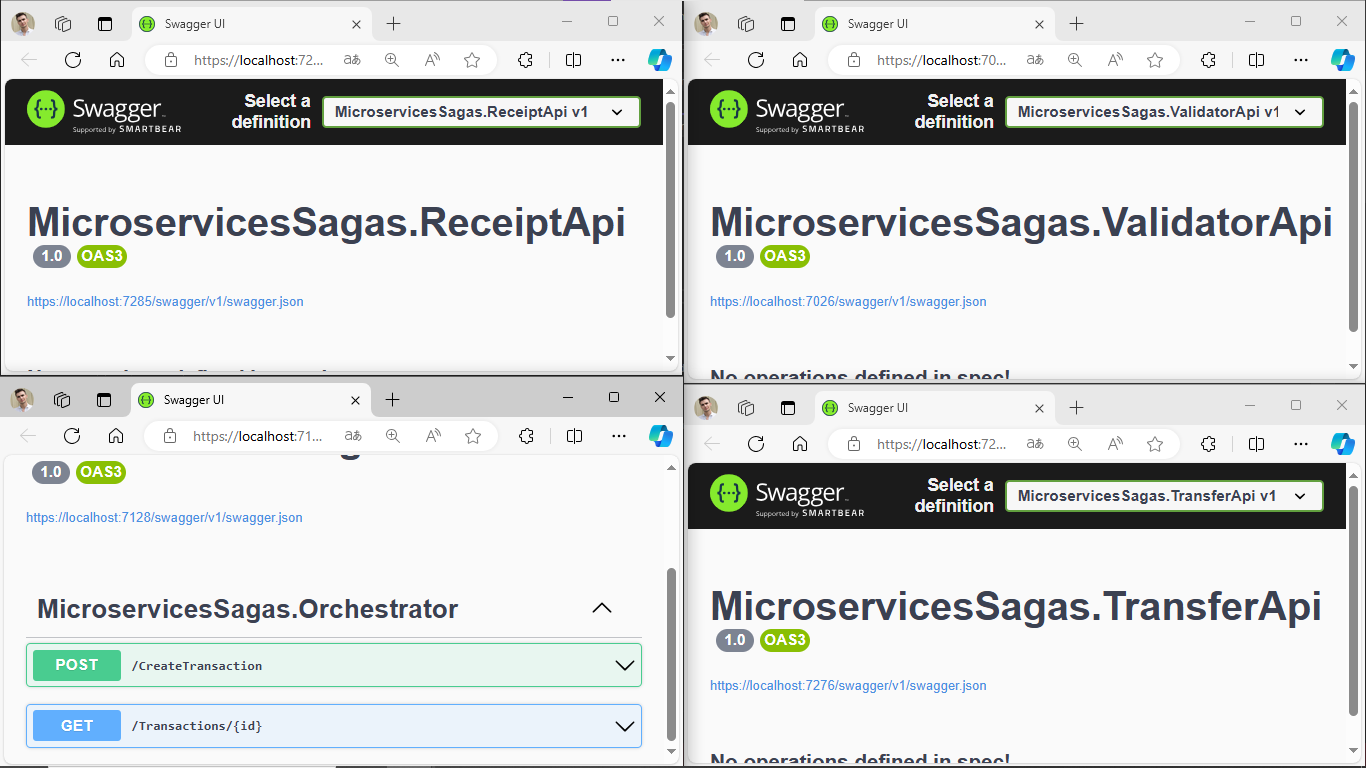 Swagger UI
https://localhost:72...
Swagger
Supported by SMARTBEAR
Select a
definition
MicroservicesSagas.ReceiptApi v1
MicroservicesSagas.ReceiptApi
1.0 OAS3
https://localhost:7285/swagger/v1/swagger.json
Swagger UI
https://localhost:70...
Swagger
Supported by SMARTBEAR
Select a
definition
MicroservicesSagas.ValidatorApi v1
MicroservicesSagas.ValidatorApi
1.0 OAS3
https://localhost:7026/swagger/v1/swagger.json
No operations defined in spec!
Swagger UI
https://localhost:71...
1.0 OAS3
https://localhost:7128/swagger/v1/swagger.json
MicroservicesSagas.Orchestrator
POST /CreateTransaction
GET /Transactions/{id}
Swagger UI
https://localhost:72...
Swagger
Supported by SMARTBEAR
Select a
definition
MicroservicesSagas.TransferApi v1
MicroservicesSagas.TransferApi
1.0 OAS3
https://localhost:7276/swagger/v1/swagger.json
No operations defined in spec!